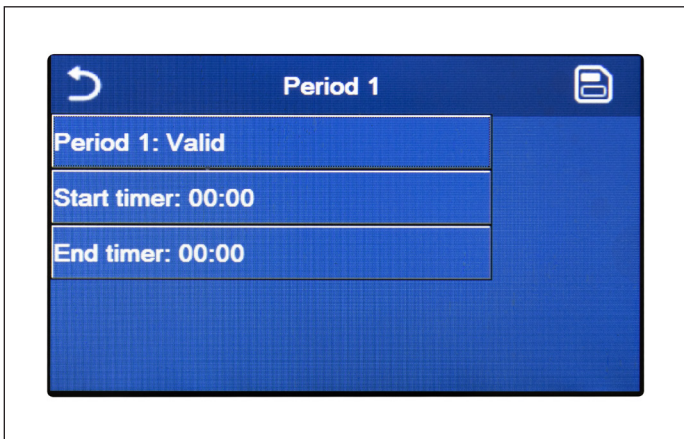 Period 1
Period 1: Valid
Start timer: 00:00
End timer: 00:00